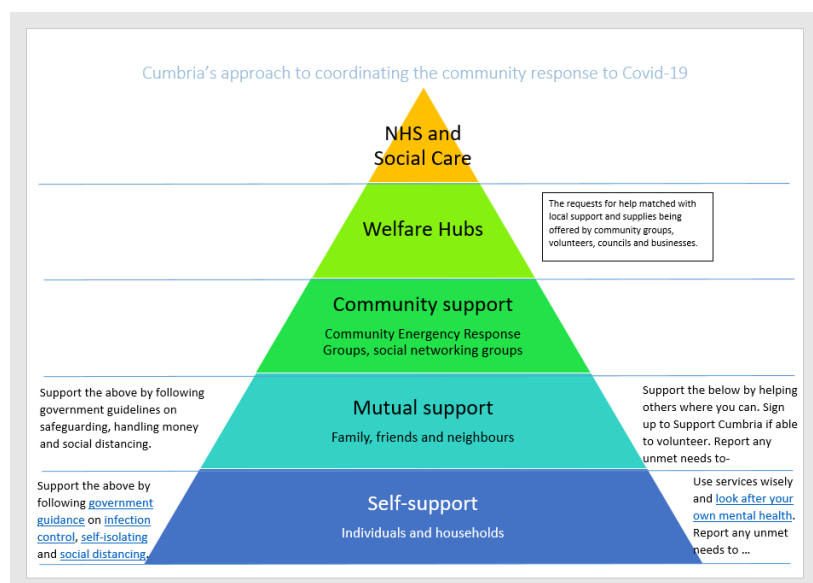 Cumbria's approach to coordinating the community response to Covid-19
NHS and
Social Care
Welfare Hubs
The requests for help matched with
local support and supplies being
offered by community groups,
volunteers, councils and businesses.
Community support
Community Energency Response
Groups, social networking groups
Support the above by following
government guidelines on
safeguarding, handling money
and social distancing.
Mutual support
Family, friends and neighbours
Support the below by helping
others where you can. Sign
up to Support Cumbria if able
to volunteer. Report any
unmet needs to-
Support the above by
following government
guidance on infection
control, self-isolating
and social distancing.
Self-support
Individuals and households
Use services wisely
and look after your
own mental health.
Report any unmet
needs to ...